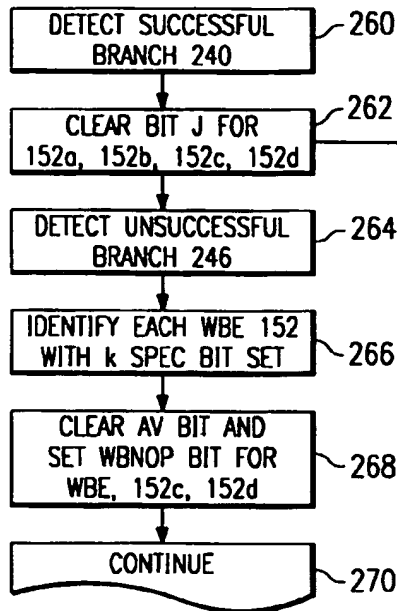 DETECT SUCCESSFUL
BRANCH 240
260
CLEAR BIT J FOR
152a, 152b, 152c, 152d
262
DETECT UNSUCCESSFUL
BRANCH 246
264
IDENTIFY EACH WBE 152
WITH k SPEC BIT SET
266
CLEAR AV BIT AND
SET WBNOP BIT FOR
WBE, 152c, 152d
268
CONTINUE
270